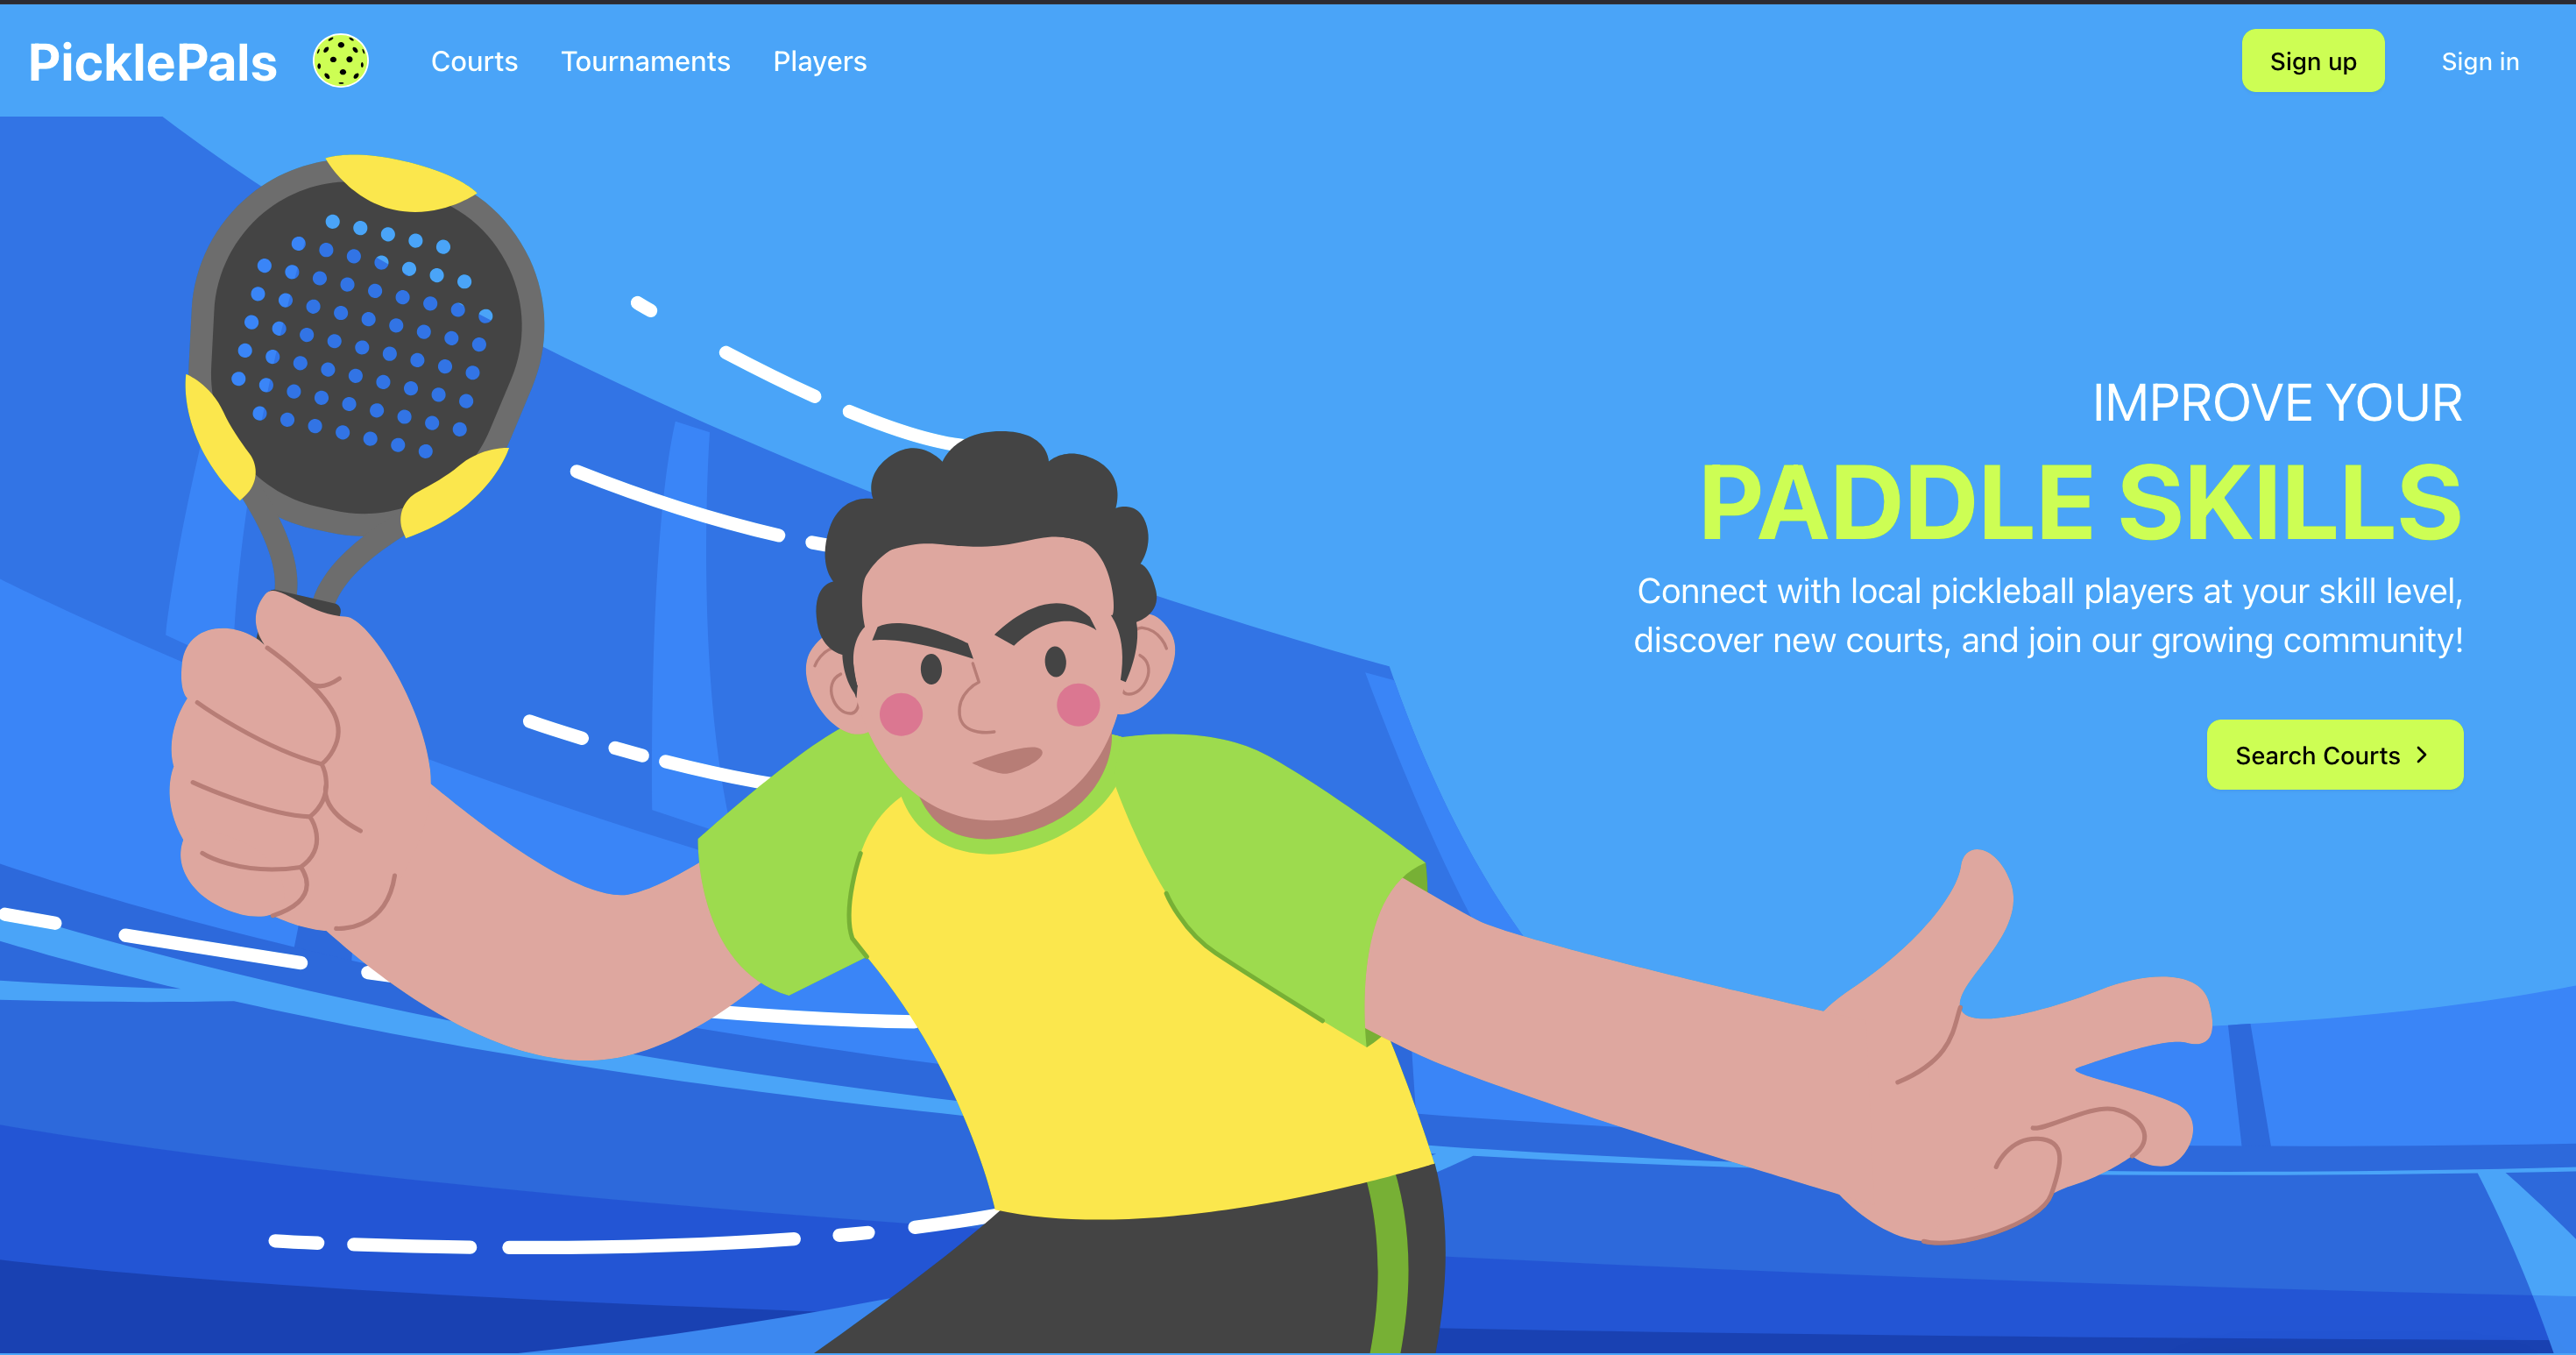 PicklePals
Courts Tournaments Players
Sign up
Sign in
IMPROVE YOUR
PADDLE SKILLS
Connect with local pickleball players at your skill level,
discover new courts, and join our growing community!
Search Courts